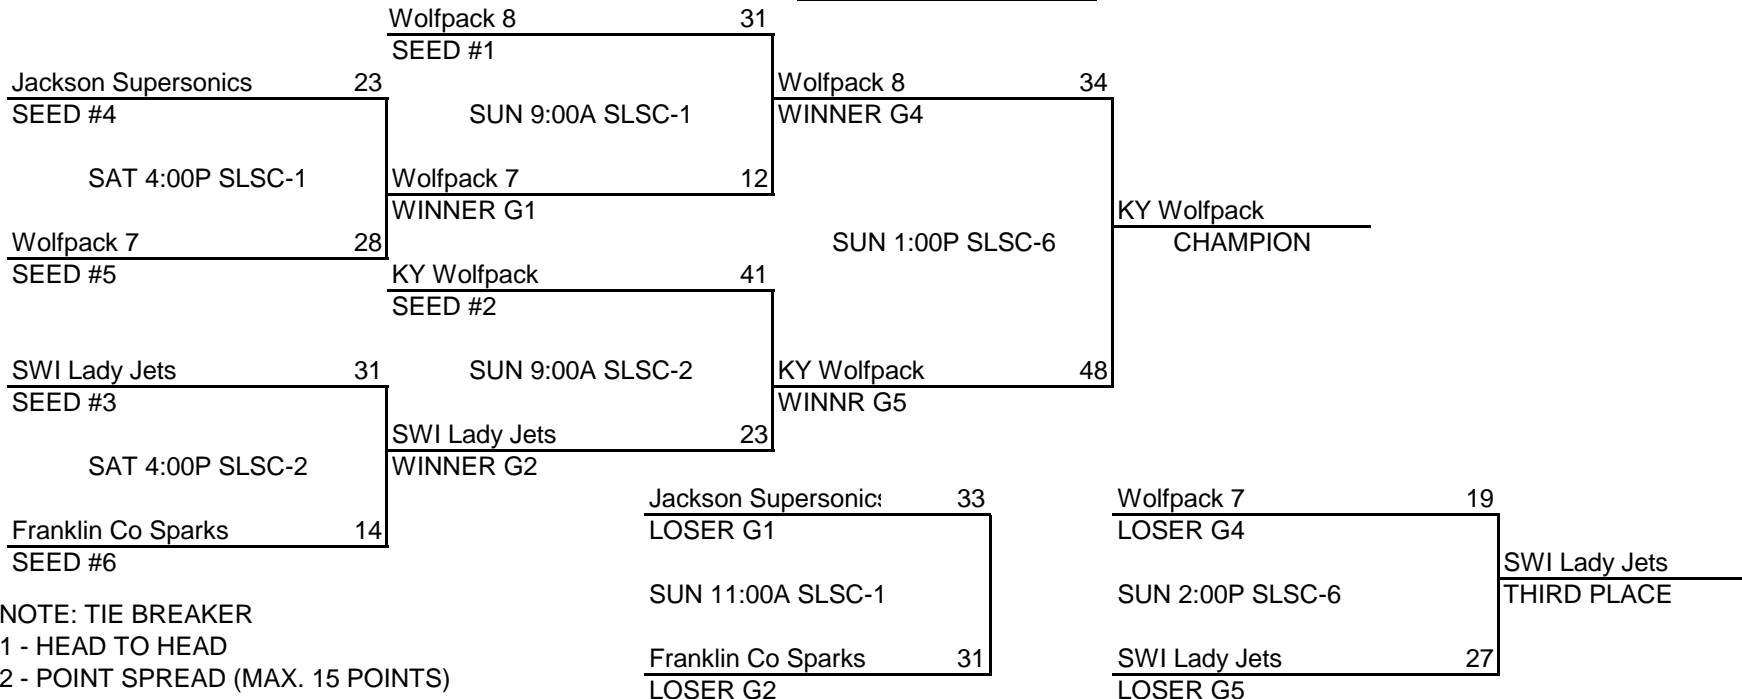 Wolfpack 8 31
SEED #1
Jackson Supersonics 23
Wolfpack 8 34
SEED #4
SUN 9:00A SLSC-1
WINNER G4
SAT 4:00P SLSC-1
Wolfpack 7 12
WINNER G1
KY Wolfpack
Wolfpack 7 28
SUN 1:00P SLSC-6
CHAMPION
SEED #5
KY Wolfpack 41
SEED #2
SWI Lady Jets 31
SUN 9:00A SLSC-2
KY Wolfpack 48
SEED #3
WINNR G5
SWI Lady Jets 23
SAT 4:00P SLSC-2
WINNER G2
Jackson Supersonics 33
Wolfpack 7 19
Franklin Co Sparks 14
LOSER G1
LOSER G4
SEED #6
SWI Lady Jets
SUN 11:00A SLSC-1
SUN 2:00P SLSC-6
THIRD PLACE
NOTE: TIE BREAKER
1 - HEAD TO HEAD
Franklin Co Sparks 31
SWI Lady Jets 27
2 - POINT SPREAD (MAX. 15 POINTS)
LOSER G2
LOSER G5